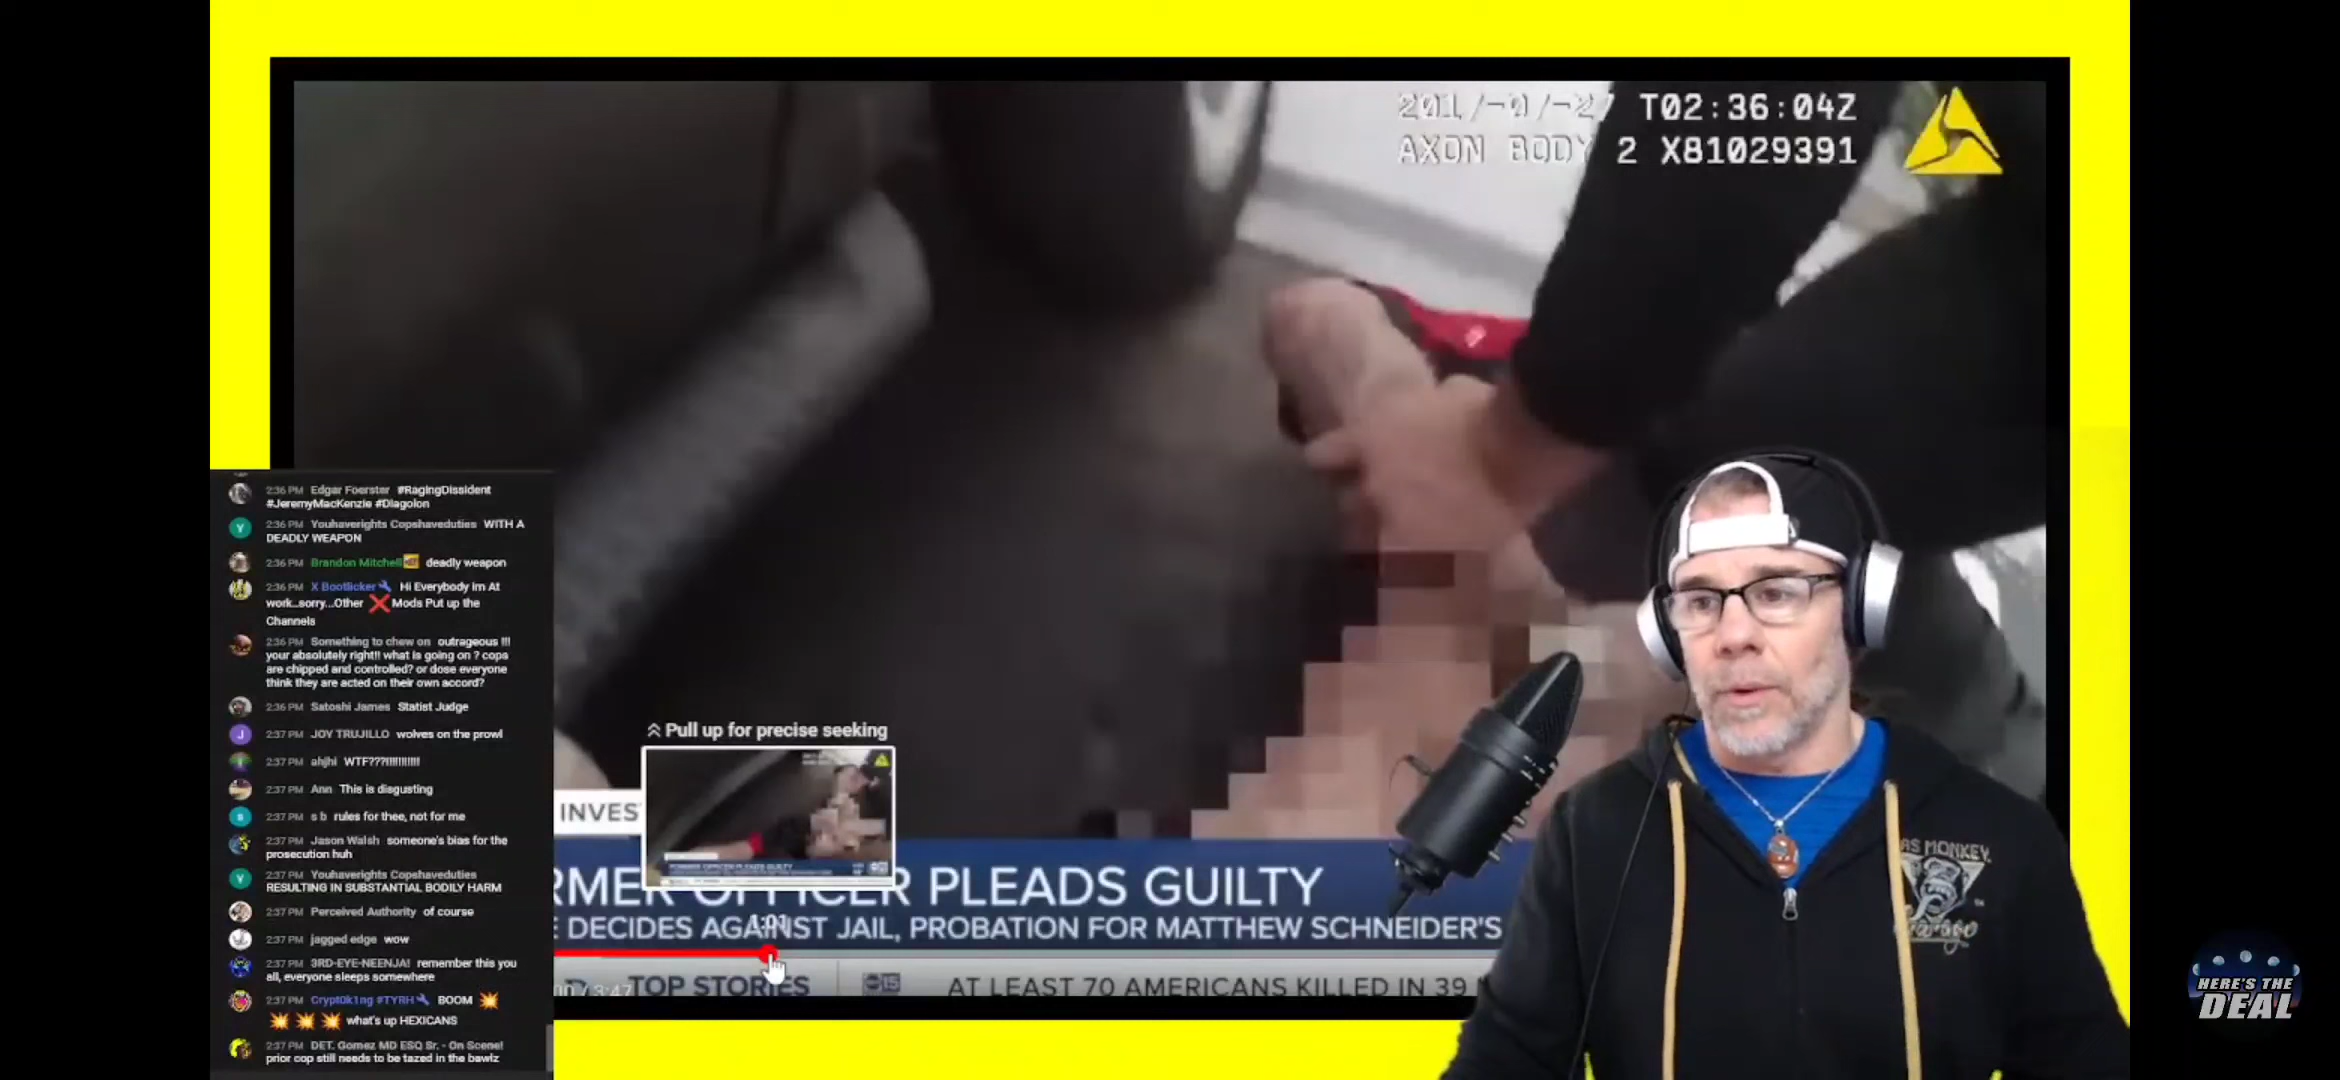 T02:36:04Z
AXON BODY 2 X81029391
2:36 PM Edgar Foerster #RagingDissident
#JeremyMacKenzie #Diagolon
Y
2:36 PM Youhaverights Copshaveduties WITH A
DEADLY WEAPON
2:36 PM Brandon Mitchell deadly weapon
2:36 PM X Bootlicker Hi Everybody im At
work..sorry...Other ❌ Mods Put up the
Channels
2:36 PM Something to chew on outrageous !!!
your absolutely right!! what is going on ? cops
are chipped and controlled? or dose everyone
think they are acted on their own accord?
2:36 PM Satoshi James Statist Judge
J
2:37 PM JOY TRUJILLO wolves on the prowl
2:37 PM ahjhi
2:37 PM Ann This is disgusting
s
2:37 PM s b rules for thee, not for me
2:37 PM Jason Walsh someone's bias for the
prosecution huh
Y
2:37 PM Youhaverights Copshaveduties
RESULTING IN SUBSTANTIAL BODILY HARM
2:37 PM Perceived Authority of course
2:37 PM jagged edge wow
2:37 PM 3RD-EYE-NEENJA! remember this you
all, everyone sleeps somewhere
2:37 PM Crypt0k1ng #TYRH🔧 BOOM 💥
💥 💥 💥 what's up HEXICANS
2:37 PM DET. Gomez MD ESQ Sr. - On Scene!
prior cop still needs to be tazed in the bawlz
Pull up for precise seeking
INVES
RMER OFFICER PLEADS GUILTY
1:01
E DECIDES AGAINST JAIL, PROBATION FOR MATTHEW SCHNEIDER'S
/ 3:47
TOP STORIES
abc15
AT LEAST 70 AMERICANS KILLED IN 39
AS MONKEY
Garage
HERE'S THE
DEAL